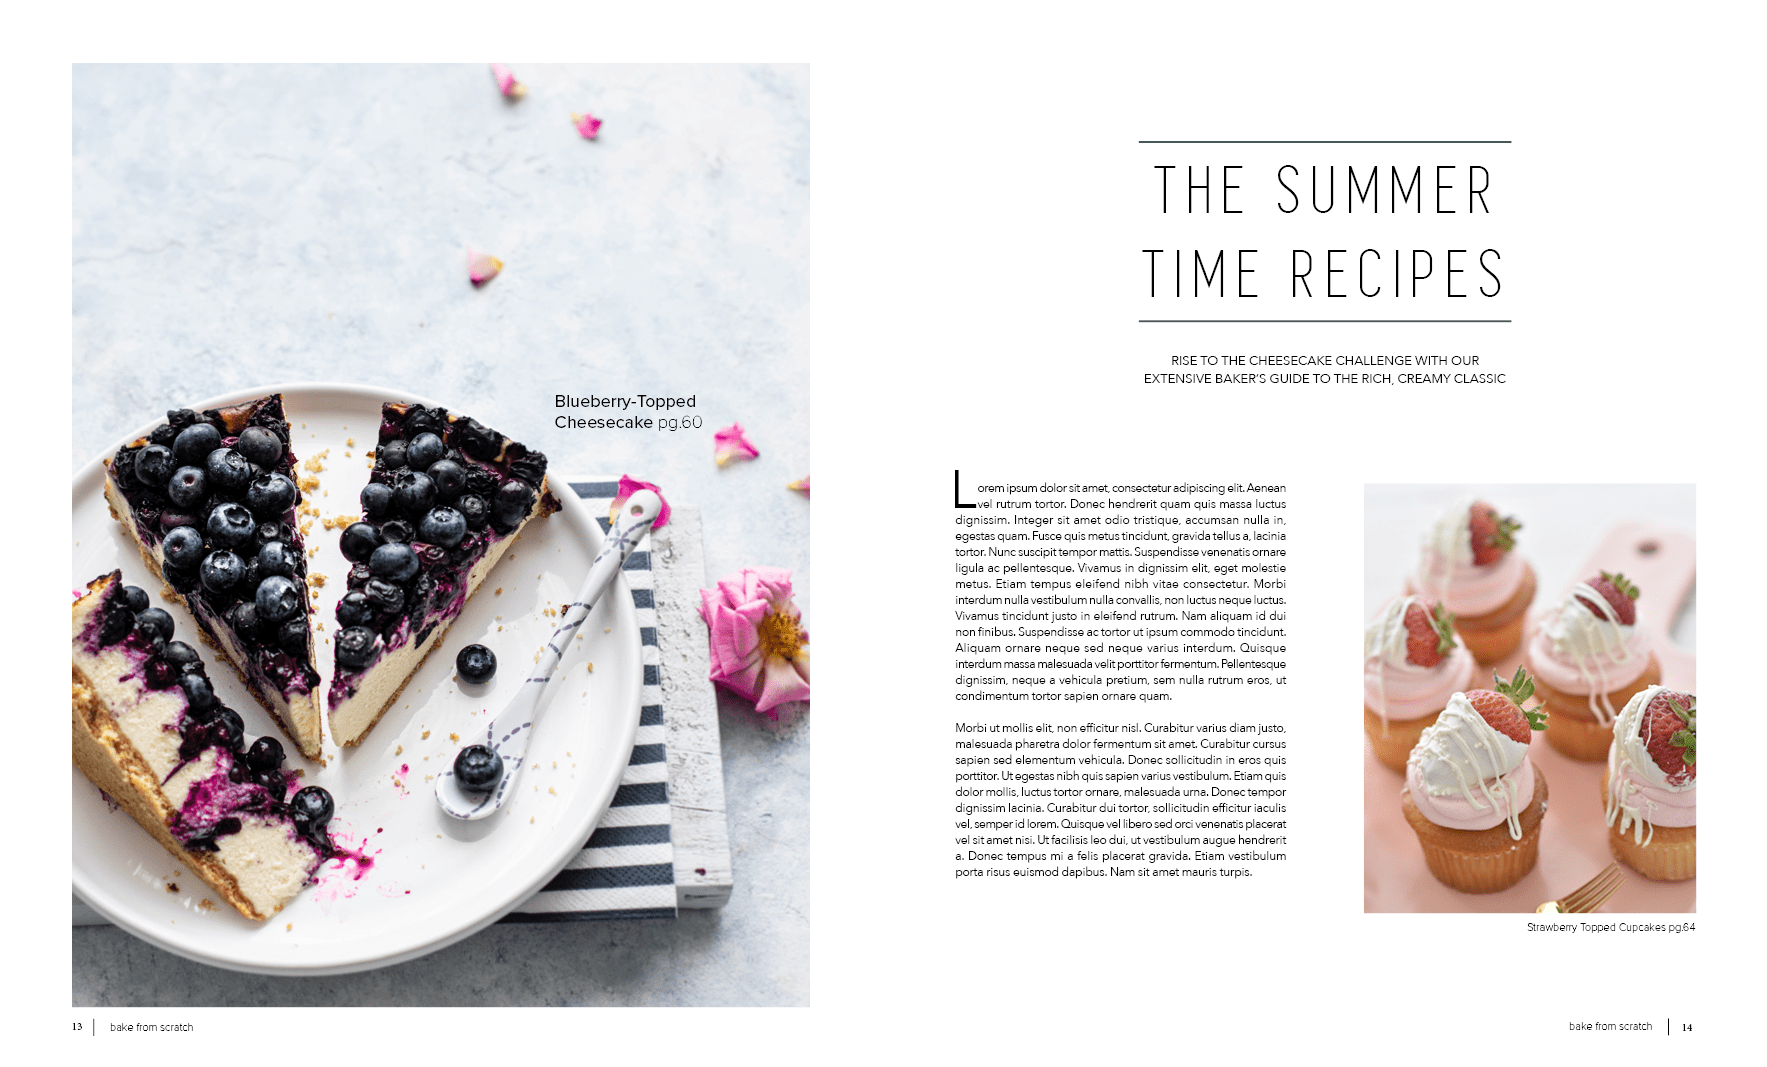 Blueberry-Topped
Cheesecake pg.60
13 | bake from scratch
THE SUMMER
TIME RECIPES
RISE TO THE CHEESECAKE CHALLENGE WITH OUR
EXTENSIVE BAKER'S GUIDE TO THE RICH, CREAMY CLASSIC
Lorem ipsum dolor sit amet, consectetur adipiscing elit. Aenean
vel rutrum tortor. Donec hendrerit quam quis massa luctus
dignissim. Integer sit amet odio tristique, accumsan nulla in,
egestas quam. Fusce quis metus tincidunt, gravida tellus a, lacinia
tortor. Nunc suscipit tempor mattis. Suspendisse venenatis ornare
ligula ac pellentesque. Vivamus in dignissim elit, eget molestie
metus. Etiam tempus eleifend nibh vitae consectetur. Morbi
interdum nulla vestibulum nulla convallis, non luctus neque luctus.
Vivamus tincidunt justo in eleifend rutrum. Nam aliquam id dui
non finibus. Suspendisse ac tortor ut ipsum commodo tincidunt.
Aliquam ornare neque sed neque varius interdum. Quisque
interdum massa malesuada velit porttitor fermentum. Pellentesque
dignissim, neque a vehicula pretium, sem nulla rutrum eros, ut
condimentum tortor sapien ornare quam.
Morbi ut mollis elit, non efficitur nisl. Curabitur varius diam justo,
malesuada pharetra dolor fermentum sit amet. Curabitur cursus
sapien sed elementum vehicula. Donec sollicitudin in eros quis
porttitor. Ut egestas nibh quis sapien varius vestibulum. Etiam quis
dolor mollis, luctus tortor ornare, malesuada urna. Donec tempor
dignissim lacinia. Curabitur dui tortor, sollicitudin efficitur iaculis
vel, semper id lorem. Quisque vel libero sed orci venenatis placerat
vel sit amet nisi. Ut facilisis leo dui, ut vestibulum augue hendrerit
a. Donec tempus mi a felis placerat gravida. Etiam vestibulum
porta risus euismod dapibus. Nam sit amet mauris turpis.
Strawberry Topped Cupcakes pg.64
bake from scratch | 14